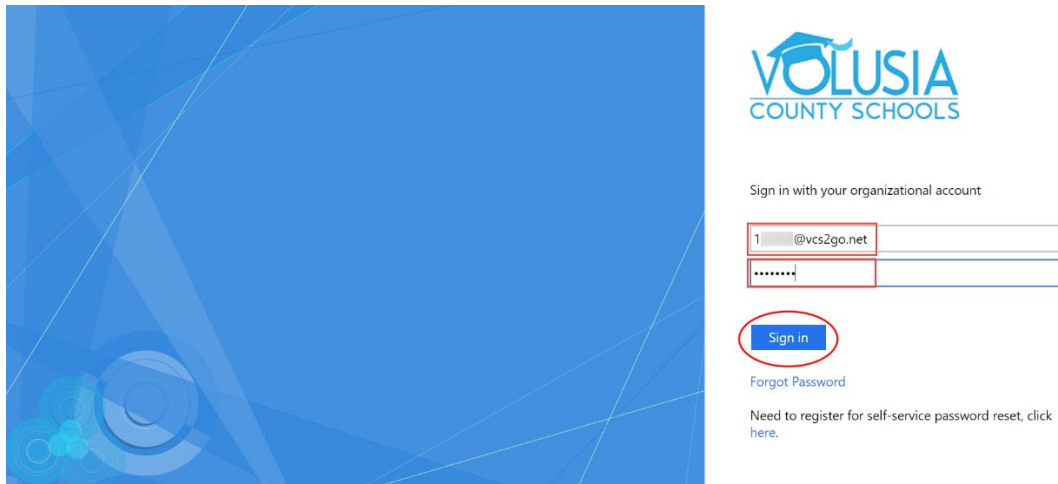 VOLUSIA
COUNTY SCHOOLS
Sign in with your organizational account
1 @vcs2go.net
••••••••
Sign in
Forgot Password
Need to register for self-service password reset, click
here.